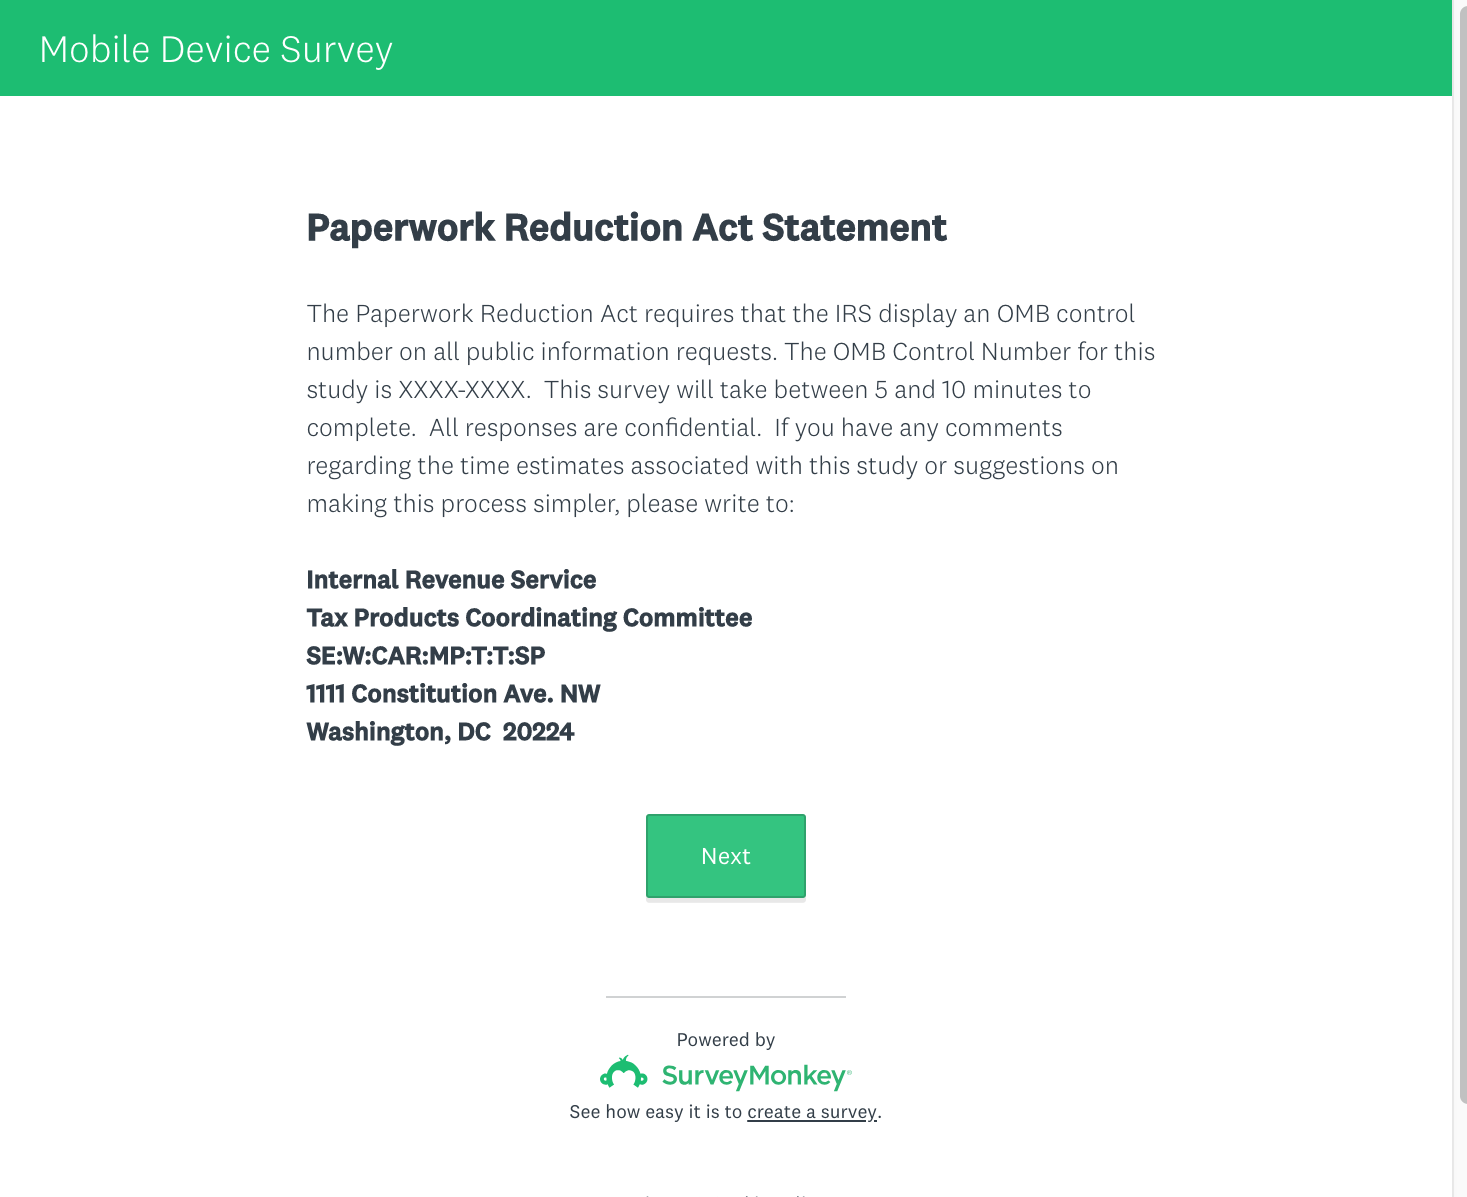 Mobile Device Survey
Paperwork Reduction Act Statement
The Paperwork Reduction Act requires that the IRS display an OMB control
number on all public information requests. The OMB Control Number for this
study is XXXX-XXXX.  This survey will take between 5 and 10 minutes to
complete.  All responses are confidential.  If you have any comments
regarding the time estimates associated with this study or suggestions on
making this process simpler, please write to:
Internal Revenue Service
Tax Products Coordinating Committee
SE:W:CAR:MP:T:T:SP
1111 Constitution Ave. NW
Washington, DC  20224
Next
Powered by
SurveyMonkey®
See how easy it is to create a survey.